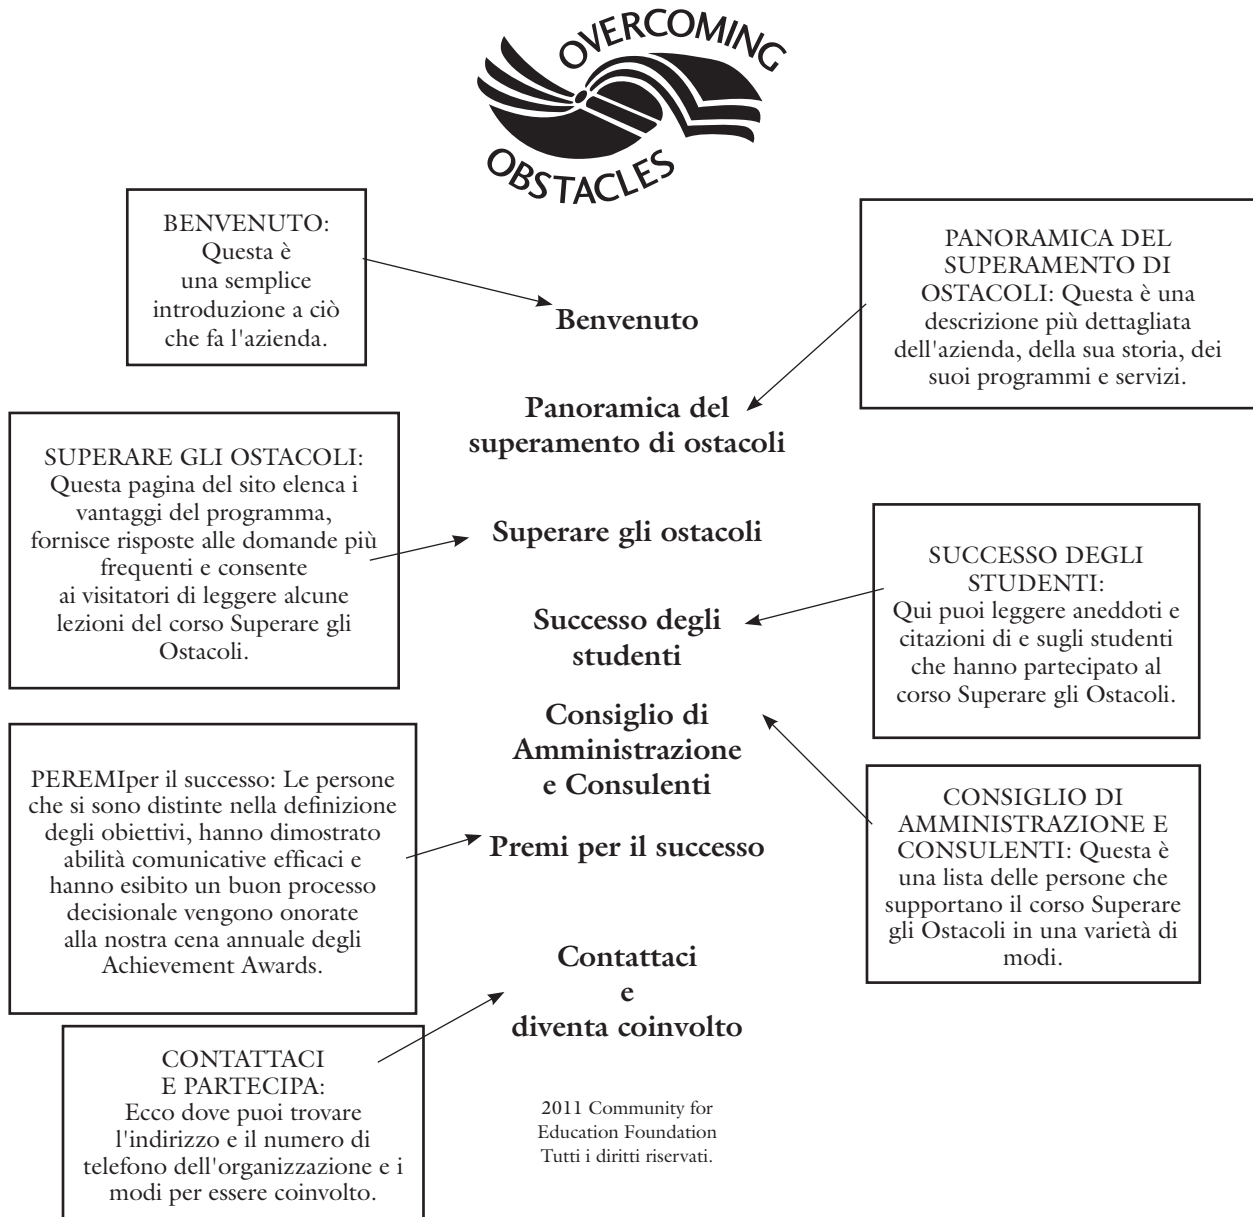 OVERCOMING
OBSTACLES
BENVENUTO:
Questa è
una semplice
introduzione a ciò
che fa l'azienda.
PANORAMICA DEL
SUPERAMENTO DI
OSTACOLI: Questa è una
descrizione più dettagliata
dell'azienda, della sua storia, dei
suoi programmi e servizi.
Benvenuto
Panoramica del
superamento di ostacoli
SUPERARE GLI OSTACOLI:
Questa pagina del sito elenca i
vantaggi del programma,
fornisce risposte alle domande più
frequenti e consente
ai visitatori di leggere alcune
lezioni del corso Superare gli
Ostacoli.
Superare gli ostacoli
SUCCESSO DEGLI
STUDENTI:
Qui puoi leggere aneddoti e
citazioni di e sugli studenti
che hanno partecipato al
corso Superare gli Ostacoli.
Successo degli
studenti
Consiglio di
Amministrazione
e Consulenti
PEREMIper il successo: Le persone
che si sono distinte nella definizione
degli obiettivi, hanno dimostrato
abilità comunicative efficaci e
hanno esibito un buon processo
decisionale vengono onorate
alla nostra cena annuale degli
Achievement Awards.
CONSIGLIO DI
AMMINISTRAZIONE E
CONSULENTI: Questa è
una lista delle persone che
supportano il corso Superare
gli Ostacoli in una varietà di
modi.
Premi per il successo
Contattaci
e
diventa coinvolto
CONTATTACI
E PARTECIPA:
Ecco dove puoi trovare
l'indirizzo e il numero di
telefono dell'organizzazione e i
modi per essere coinvolto.
2011 Community for
Education Foundation
Tutti i diritti riservati.